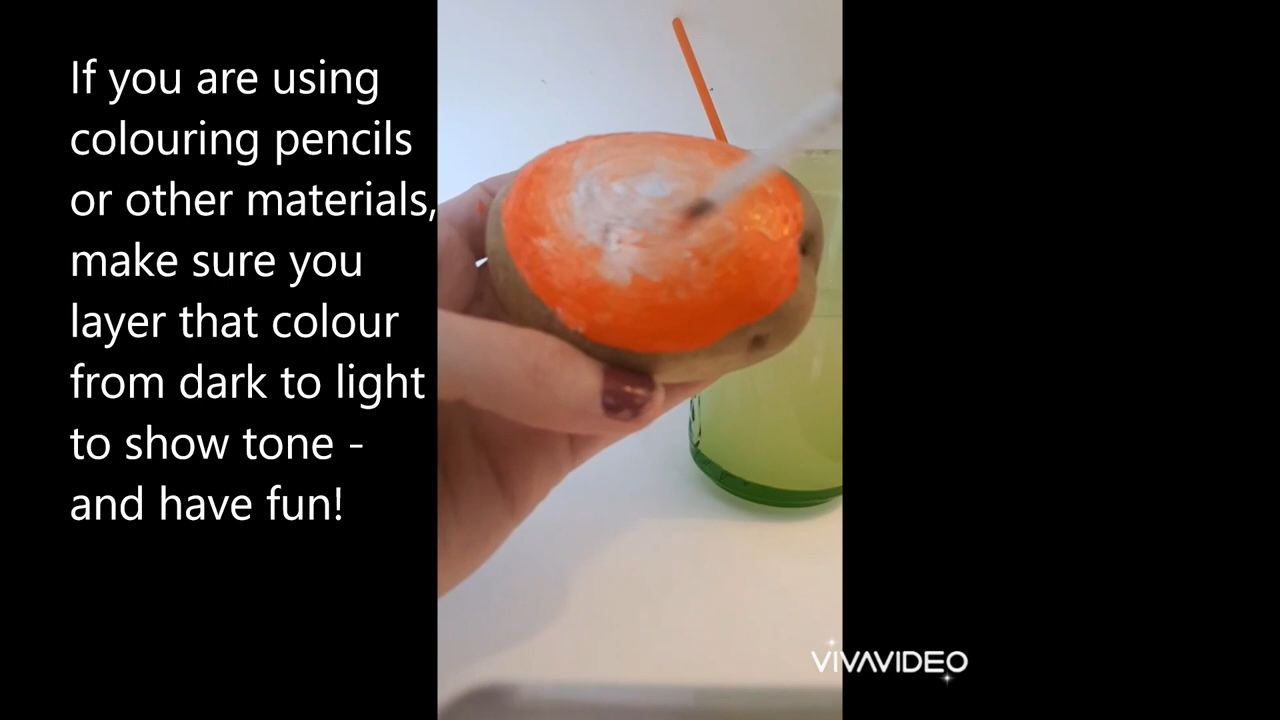 If you are using
colouring pencils
or other materials,
make sure you
layer that colour
from dark to light
to show tone -
and have fun!
VIVAVIDEO